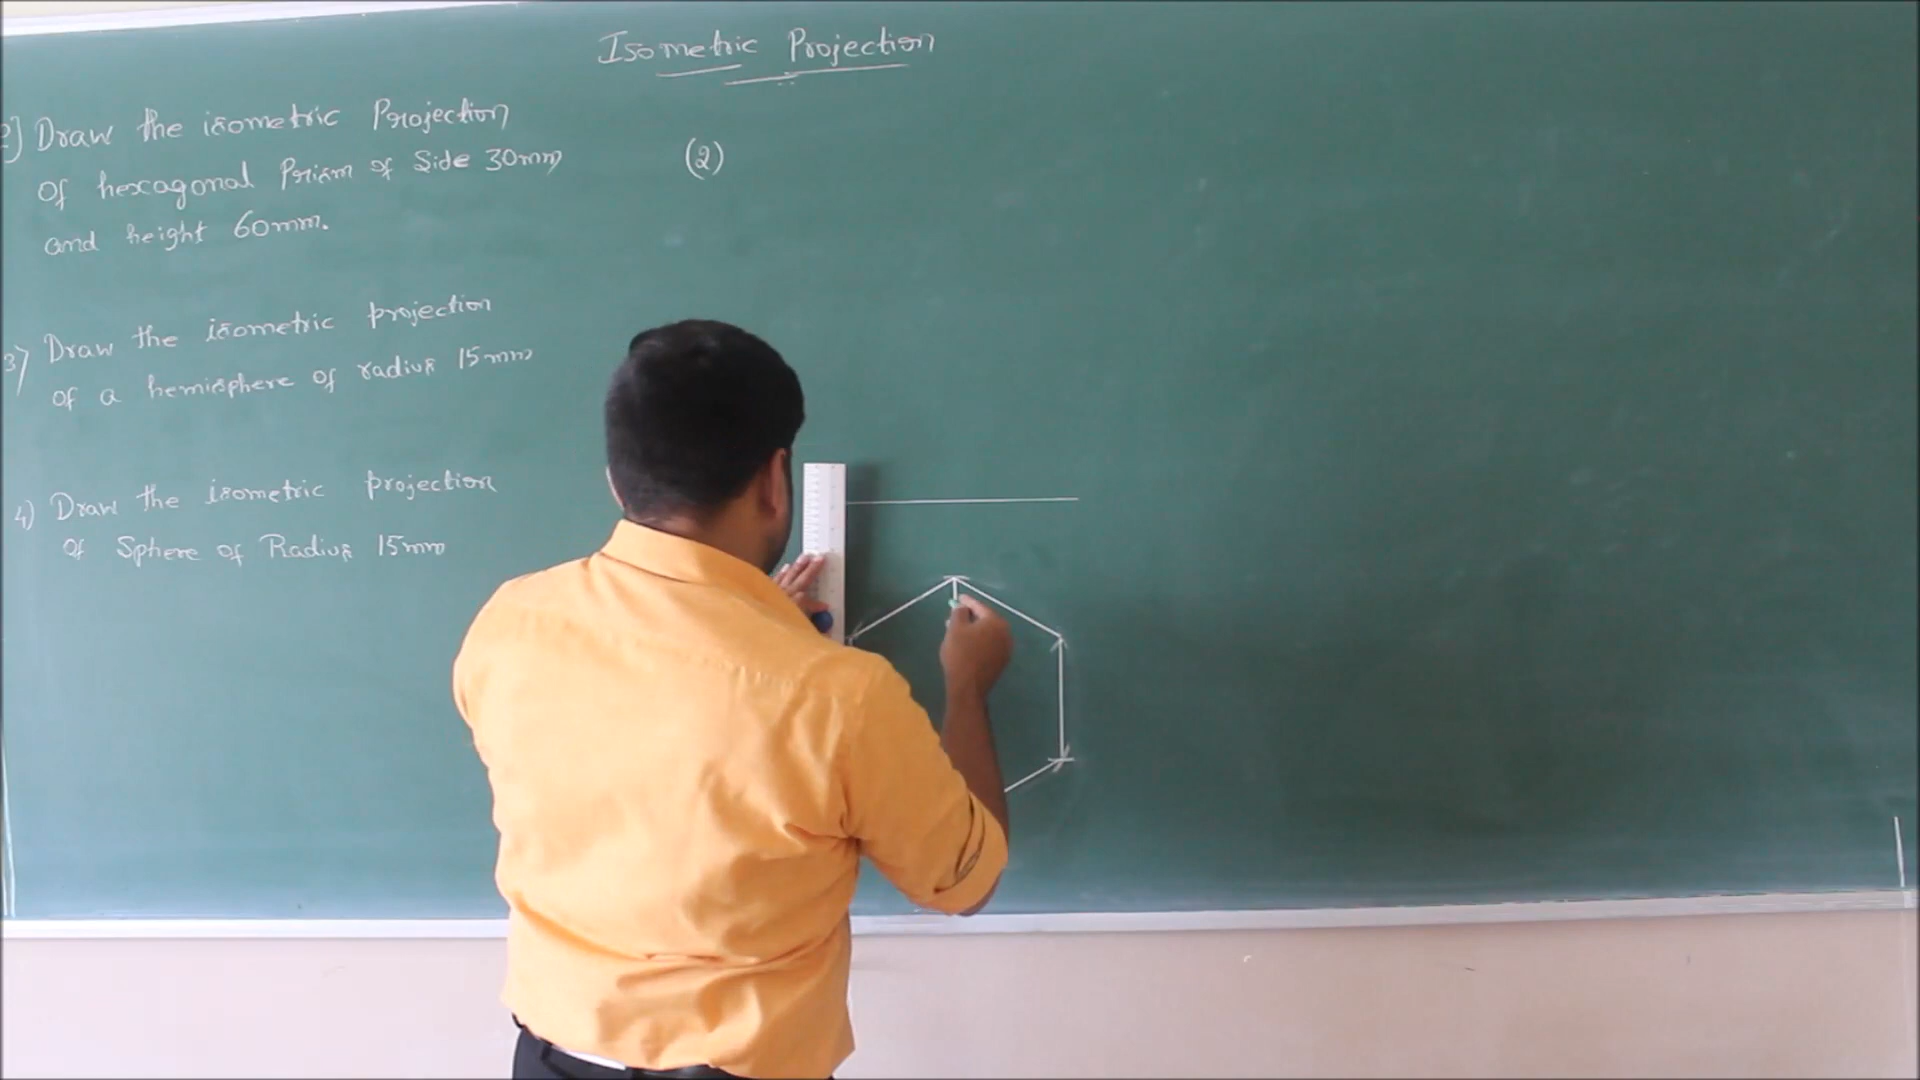 Isometric Projection
2] Draw the isometric Projection
Of hexagonal Prism of Side 30mm
and height 60mm.
(2)
3) Draw the isometric projection
of a hemisphere of radius 15mm
4) Draw the isometric projection
Of Sphere of Radius 15mm